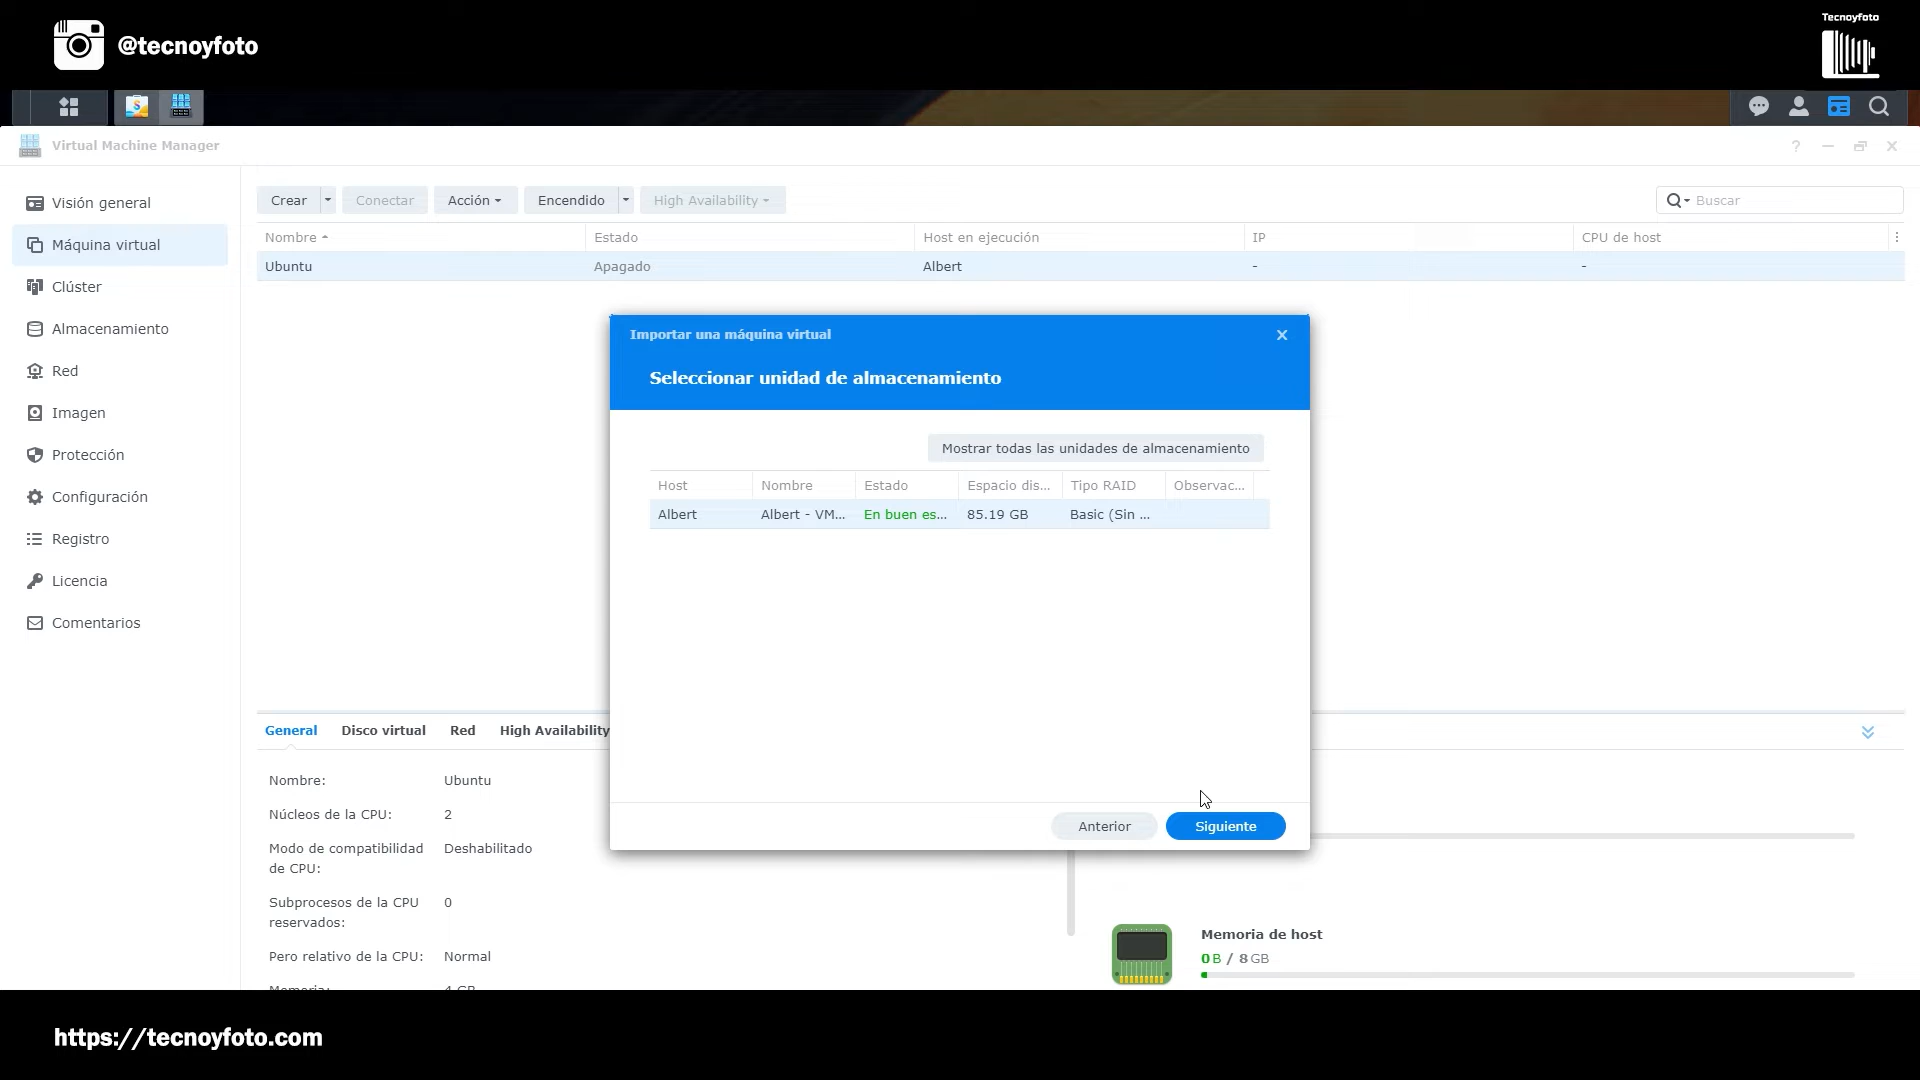 @tecnoyfoto
Tecnoyfoto
Virtual Machine Manager
Visión general
Máquina virtual
Clúster
Almacenamiento
Red
Imagen
Protección
Configuración
Registro
Licencia
Comentarios
Crear
Conectar
Acción
Encendido
High Availability
Buscar
Nombre
Estado
Host en ejecución
IP
CPU de host
Ubuntu
Apagado
Albert
-
-
Importar una máquina virtual
Seleccionar unidad de almacenamiento
Mostrar todas las unidades de almacenamiento
Host
Nombre
Estado
Espacio dis...
Tipo RAID
Observac...
Albert
Albert - VM...
En buen es...
85.19 GB
Basic (Sin ...
Anterior
Siguiente
General
Disco virtual
Red
High Availability
Nombre:
Ubuntu
Núcleos de la CPU:
2
Modo de compatibilidad
de CPU:
Deshabilitado
Subprocesos de la CPU
reservados:
0
Pero relativo de la CPU:
Normal
Memoria:
4 GB
Memoria de host
0 B / 8 GB
https://tecnoyfoto.com